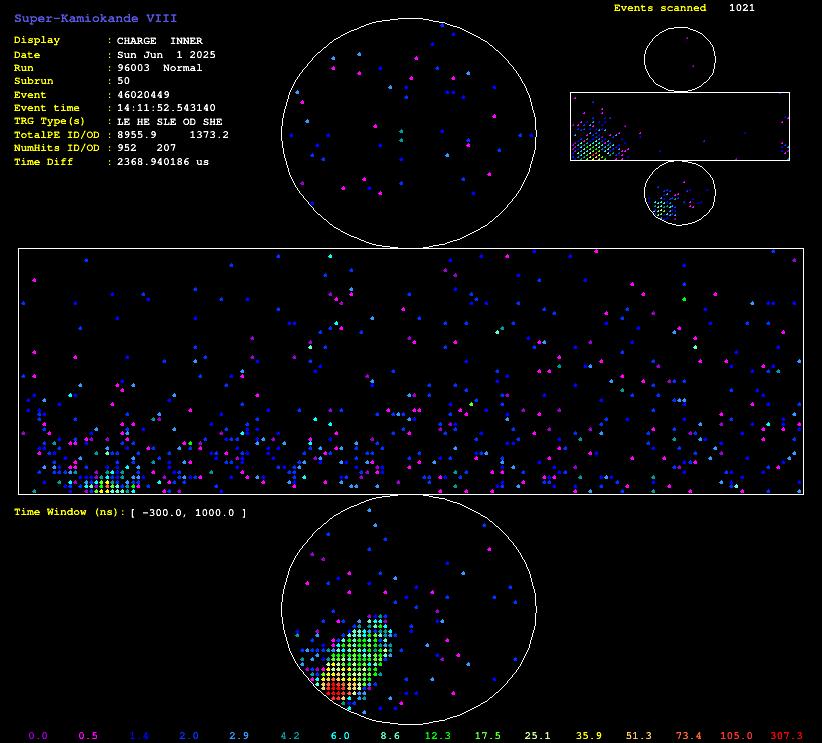 Super-Kamiokande VIII
Events scanned 1021
Display : CHARGE INNER
Date : Sun Jun 1 2025
Run : 96003 Normal
Subrun : 50
Event : 46020449
Event time : 14:11:52.543140
TRG Type(s) : LE HE SLE OD SHE
TotalPE ID/OD : 8955.9 1373.2
NumHits ID/OD : 952 207
Time Diff : 2368.940186 us
Time Window (ns): [ -300.0, 1000.0 ]
0.0 0.5 1.4 2.0 2.9 4.2 6.0 8.6 12.3 17.5 25.1 35.9 51.3 73.4 105.0 307.3